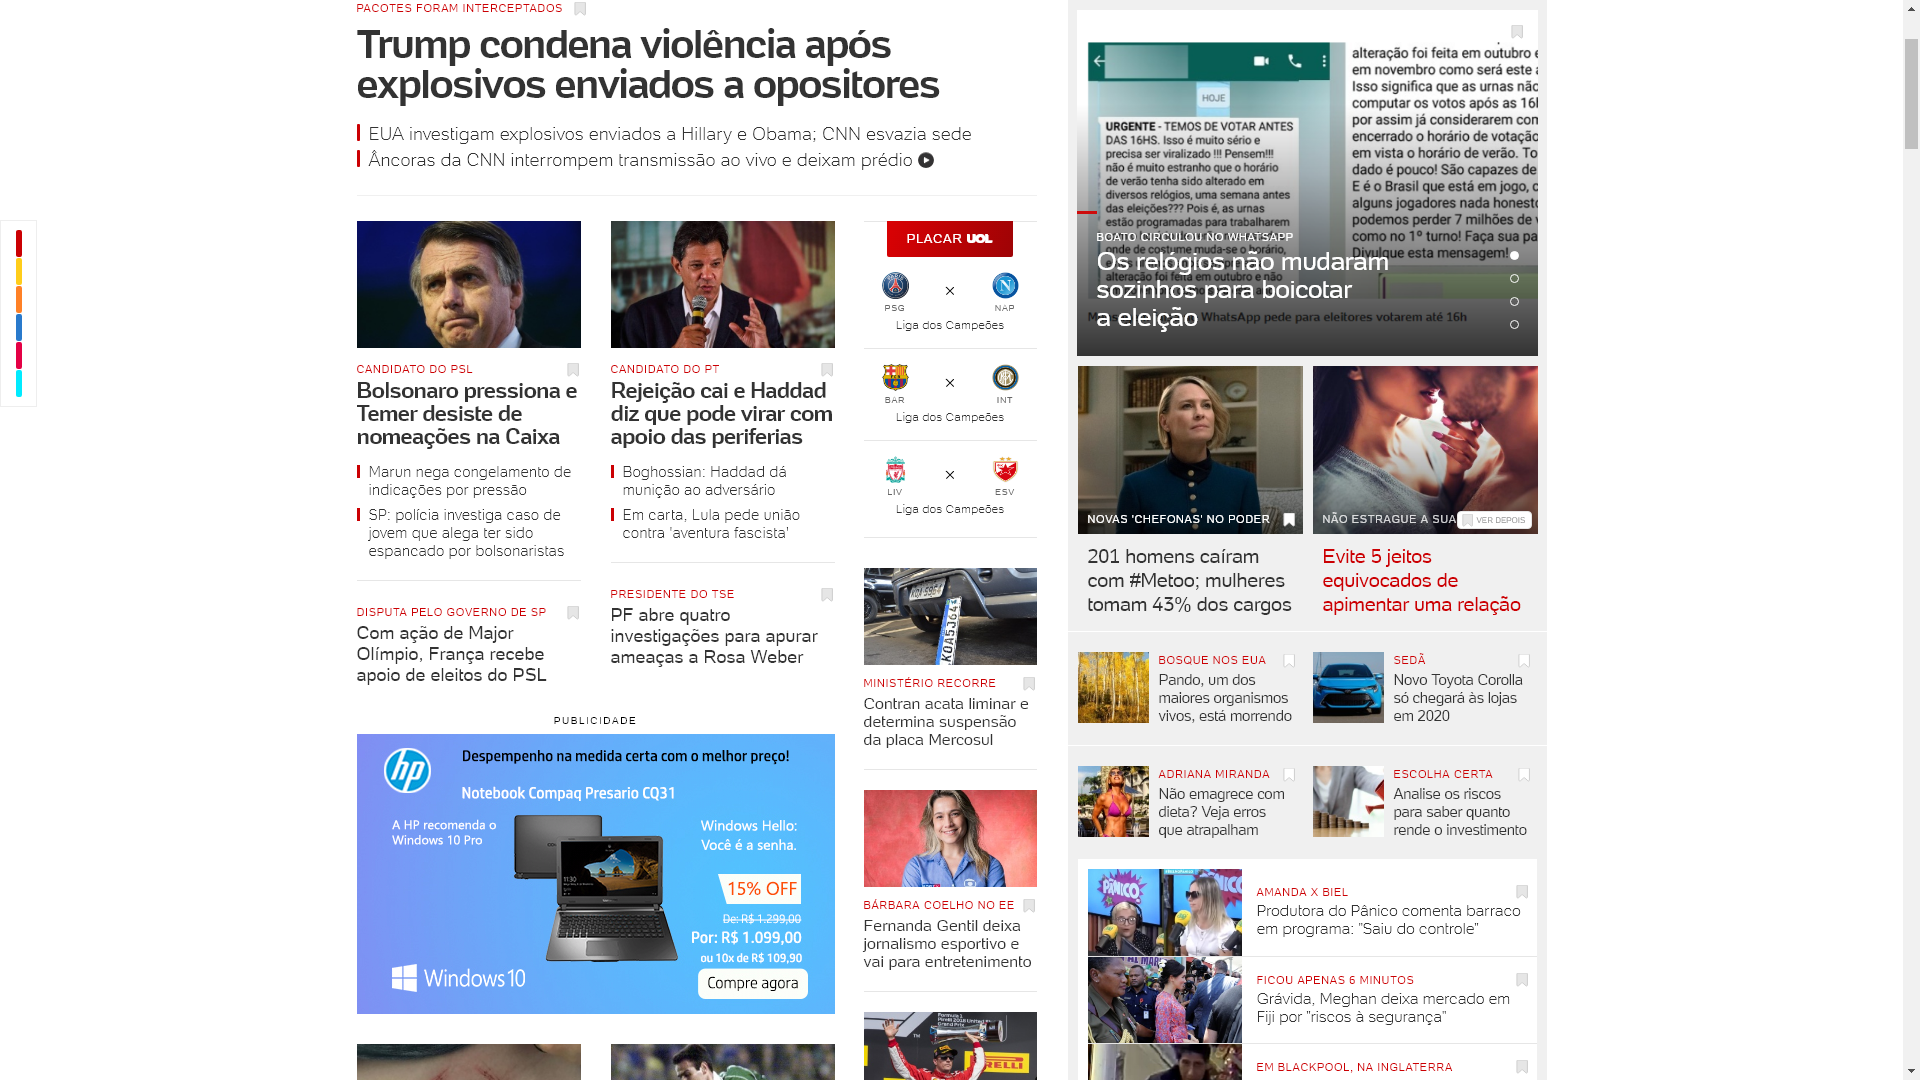 PACOTES FORAM INTERCEPTADOS
Trump condena violência após
explosivos enviados a opositores
EUA investigam explosivos enviados a Hillary e Obama; CNN esvazia sede
Âncoras da CNN interrompem transmissão ao vivo e deixam prédio
CANDIDATO DO PSL
Bolsonaro pressiona e
Temer desiste de
nomeações na Caixa
Marun nega congelamento de
indicações por pressão
SP: polícia investiga caso de
jovem que alega ter sido
espancado por bolsonaristas
DISPUTA PELO GOVERNO DE SP
Com ação de Major
Olímpio, França recebe
apoio de eleitos do PSL
CANDIDATO DO PT
Rejeição cai e Haddad
diz que pode virar com
apoio das periferias
Boghossian: Haddad dá
munição ao adversário
Em carta, Lula pede união
contra 'aventura fascista'
PRESIDENTE DO TSE
PF abre quatro
investigações para apurar
ameaças a Rosa Weber
PUBLICIDADE
hp
Despempenho na medida certa com o melhor preço!
Notebook Compaq Presario CQ31
A HP recomenda o
Windows 10 Pro
Windows Hello:
Você é a senha.
11:30
15% OFF
De: R$ 1.299,00
Por: R$ 1.099,00
ou 10x de R$ 109,90
Compre agora
Windows10
PLACAR UOL
PSG × NAP
Liga dos Campeões
BAR × INT
Liga dos Campeões
LIV × ESV
Liga dos Campeões
KOA5J64
MINISTÉRIO RECORRE
Contran acata liminar e
determina suspensão
da placa Mercosul
BÁRBARA COELHO NO EE
Fernanda Gentil deixa
jornalismo esportivo e
vai para entretenimento
PIRELLI
HOJE
URGENTE - TEMOS DE VOTAR ANTES
DAS 16HS. Isso é muito sério e
precisa ser viralizado !!! Pensem!!!
não é muito estranho que o horário
de verão tenha sido alterado em
diversos relógios, uma semana antes
das eleições??? Pois é, as urnas
estão programadas para trabalharem
alteração foi feita em outubro e
em novembro como será este a
Isso significa que as urnas não
computar os votos após as 16h
por assim já considerarem com
encerrado o horário de votação
em vista o horário de verão. To
dado é pouco! São capazes de
E é o Brasil que está em jogo, c
alguns jogadores nada honesto
podemos perder 7 milhões de v
como no 1º turno! Faça sua pa
Divulque esta mensagem!
BOATO CIRCULOU NO WHATSAPP
Os relógios não mudaram
sozinhos para boicotar
a eleição
WhatsApp pede para eleitores votarem até 16h
NOVAS 'CHEFONAS' NO PODER
201 homens caíram
com #Metoo; mulheres
tomam 43% dos cargos
NÃO ESTRAGUE A SUA
VER DEPOIS
Evite 5 jeitos
equivocados de
apimentar uma relação
BOSQUE NOS EUA
Pando, um dos
maiores organismos
vivos, está morrendo
SEDÃ
Novo Toyota Corolla
só chegará às lojas
em 2020
ADRIANA MIRANDA
Não emagrece com
dieta? Veja erros
que atrapalham
ESCOLHA CERTA
Analise os riscos
para saber quanto
rende o investimento
PÂNICO
AMANDA X BIEL
Produtora do Pânico comenta barraco
em programa: "Saiu do controle"
FICOU APENAS 6 MINUTOS
Grávida, Meghan deixa mercado em
Fiji por "riscos à segurança"
EM BLACKPOOL, NA INGLATERRA